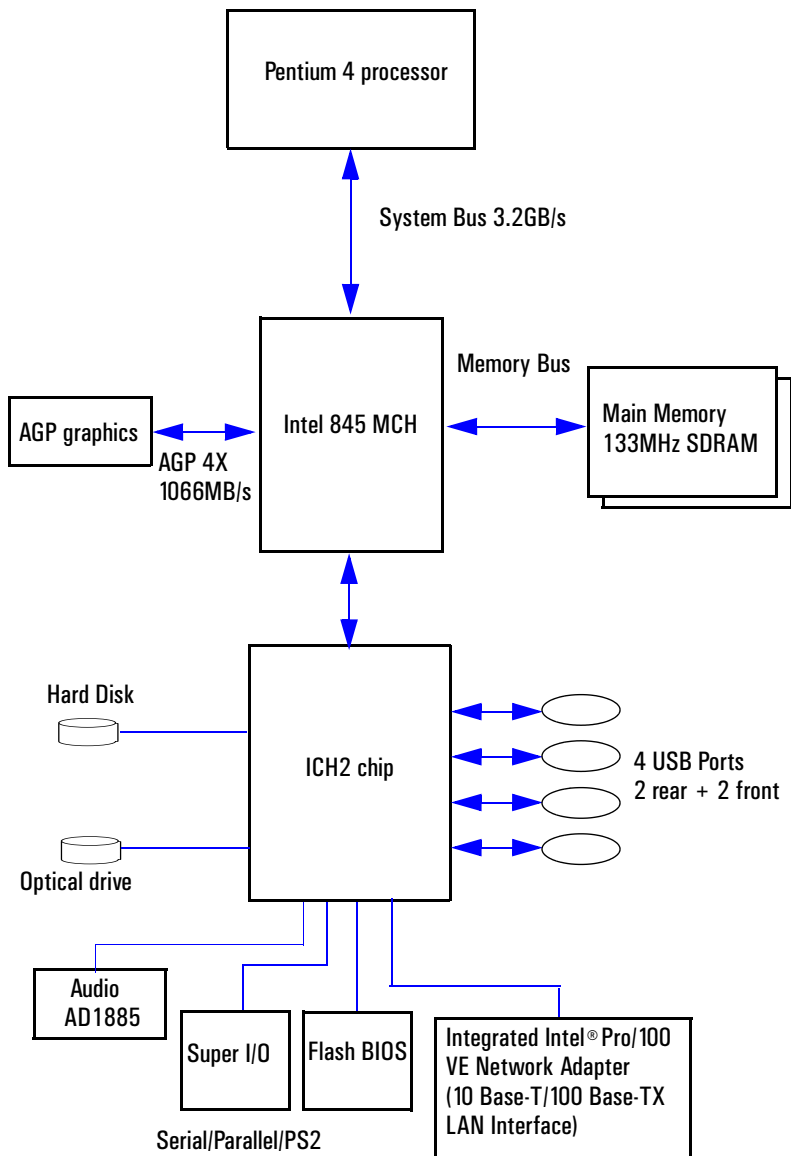 Pentium 4 processor
System Bus 3.2GB/s
Memory Bus
AGP graphics
Intel 845 MCH
Main Memory
133MHz SDRAM
AGP 4X
1066MB/s
Hard Disk
ICH2 chip
4 USB Ports
2 rear + 2 front
Optical drive
Audio
AD1885
Super I/O
Flash BIOS
Integrated Intel® Pro/100
VE Network Adapter
(10 Base-T/100 Base-TX
LAN Interface)
Serial/Parallel/PS2